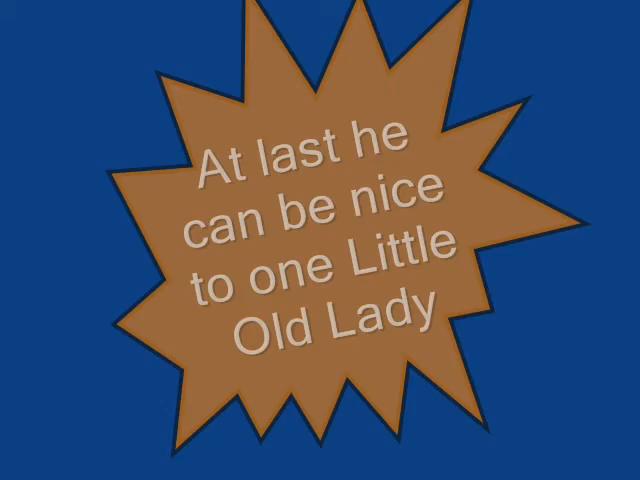 At last he
can be nice
to one Little
Old Lady